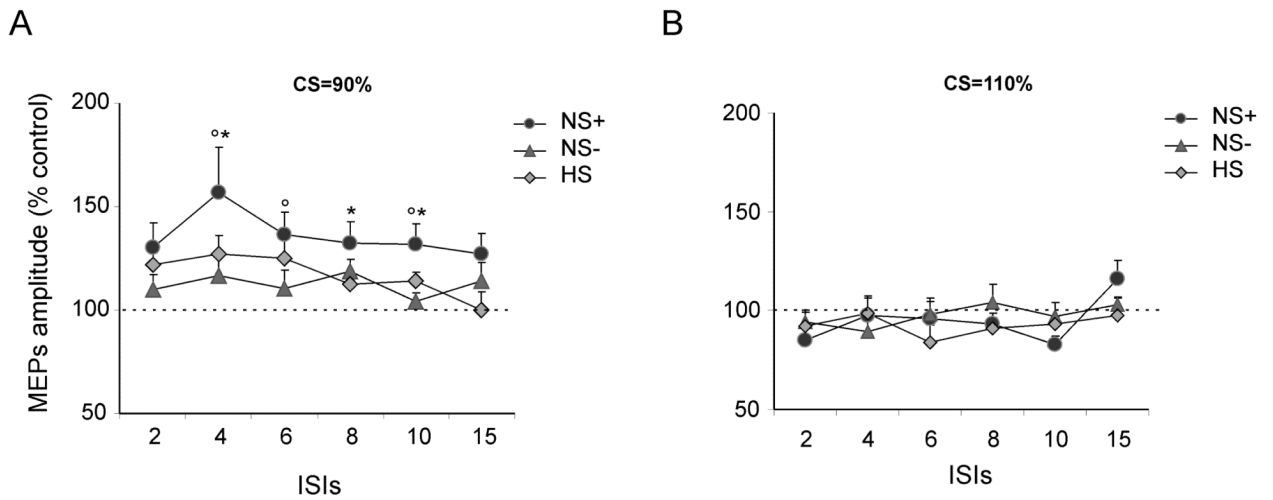 A
CS=90%
MEPs amplitude (% control)
200
150
100
50
°*
°
*
°*
NS+
NS-
HS
2 4 6 8 10 15
ISIs
B
CS=110%
200
150
100
50
NS+
NS-
HS
2 4 6 8 10 15
ISIs